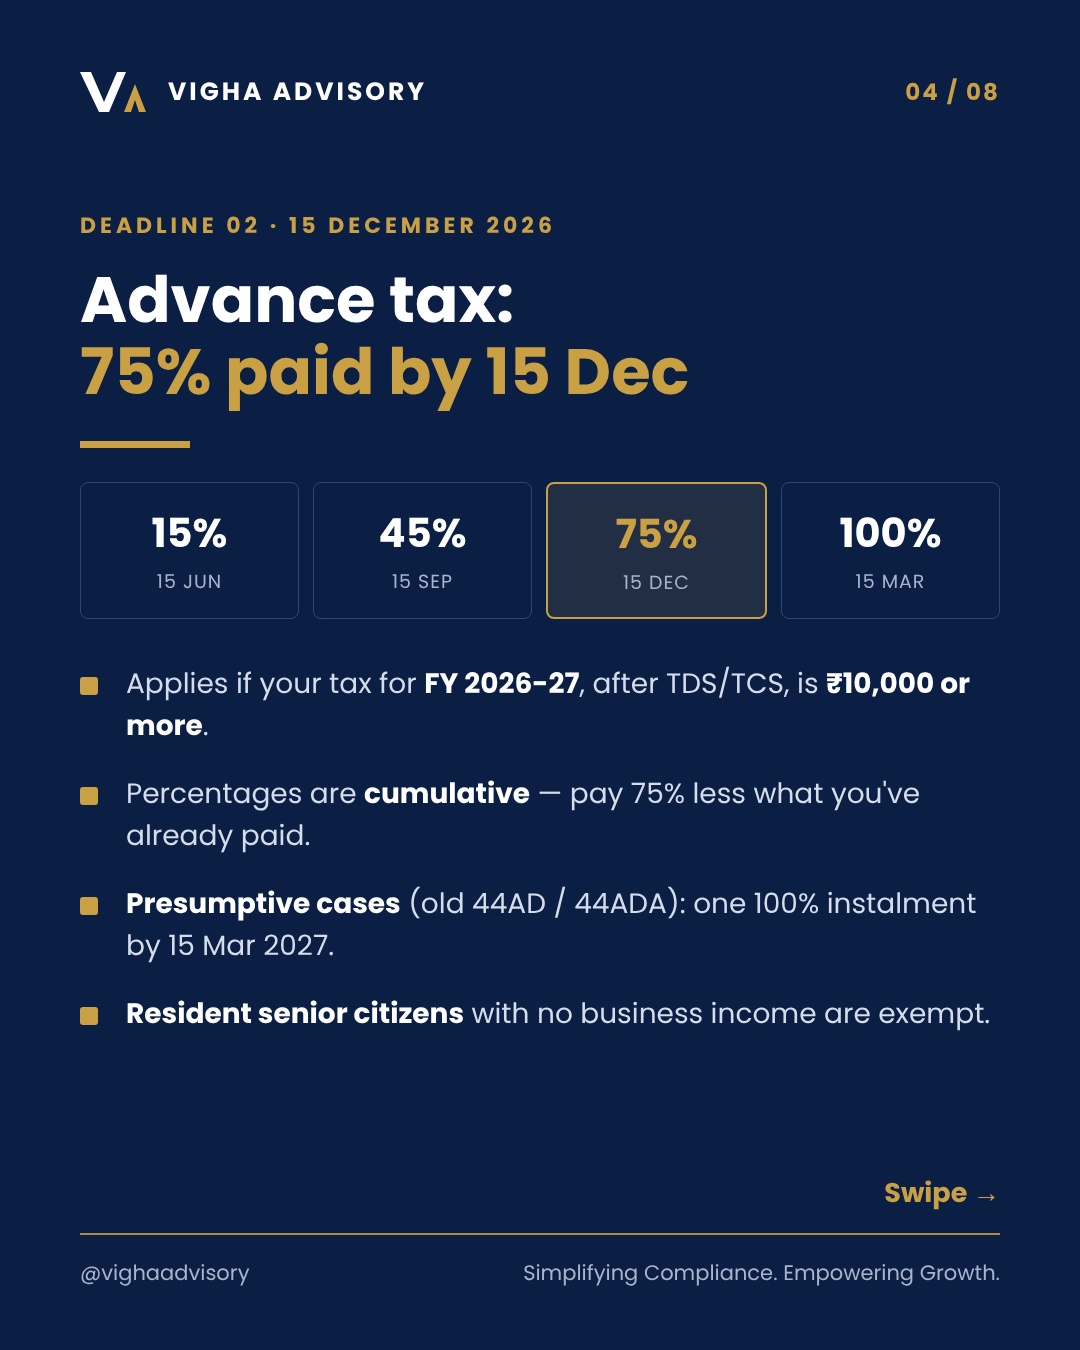 VIGHA ADVISORY
04 / 08
DEADLINE 02 · 15 DECEMBER 2026
Advance tax:
75% paid by 15 Dec
15%
15 JUN
45%
15 SEP
75%
15 DEC
100%
15 MAR
Applies if your tax for FY 2026-27, after TDS/TCS, is ₹10,000 or
more.
Percentages are cumulative — pay 75% less what you've
already paid.
Presumptive cases (old 44AD / 44ADA): one 100% instalment
by 15 Mar 2027.
Resident senior citizens with no business income are exempt.
Swipe →
@vighaadvisory
Simplifying Compliance. Empowering Growth.